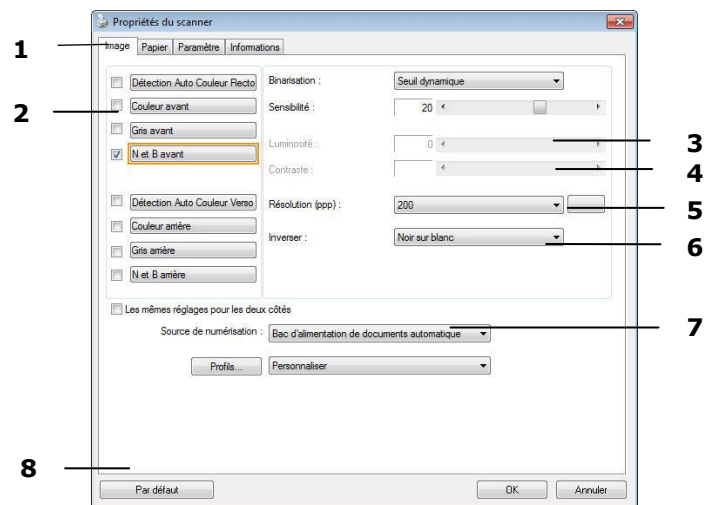 Propriétés du scanner
1
Image Papier Paramètre Informations
Détection Auto Couleur Recto Binarisation : Seuil dynamique
2 Couleur avant Sensibilité : 20
Gris avant
Luminosité : 0 3
N et B avant
Contraste : 4
Détection Auto Couleur Verso Résolution (ppp) : 200 5
Couleur arrière
Inverser : Noir sur blanc 6
Gris arrière
N et B arrière
Les mêmes réglages pour les deux côtés
Source de numérisation : Bac d'alimentation de documents automatique 7
Profils... Personnaliser
8
Par défaut OK Annuler